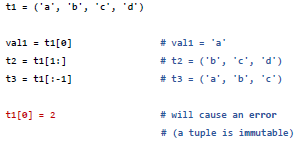 t1 = ('a', 'b', 'c', 'd')
val1 = t1[0] # val1 = 'a'
t2 = t1[1:] # t2 = ('b', 'c', 'd')
t3 = t1[:-1] # t3 = ('a', 'b', 'c')
t1[0] = 2 # will cause an error
# (a tuple is immutable)